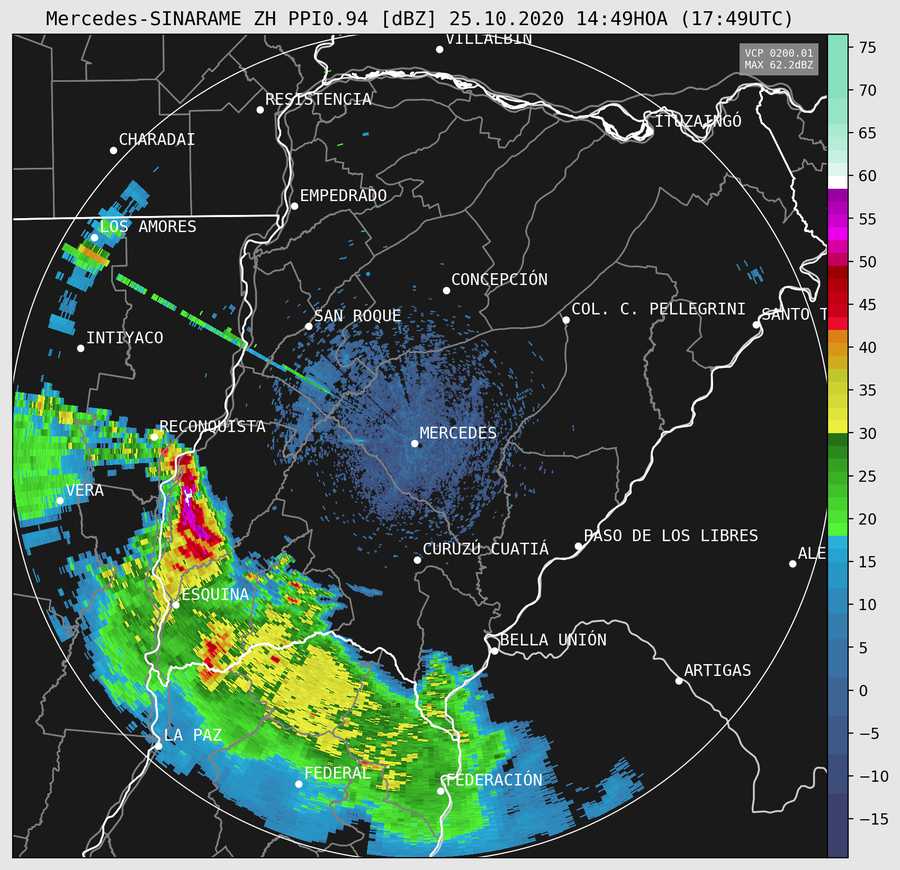 Mercedes-SINARAME ZH PPI0.94 [dBZ] 25.10.2020 14:49HOA (17:49UTC)
VILLALBIN
VCP 0200.01
MAX 62.2dBZ
RESISTENCIA
ITUZAINGÓ
CHARADAI
EMPEDRADO
LOS AMORES
CONCEPCIÓN
COL. C. PELLEGRINI
SAN ROQUE
SANTO T
INTIYACO
RECONQUISTA
MERCEDES
VERA
PASO DE LOS LIBRES
CURUZÚ CUATIÁ
ALE
ESQUINA
BELLA UNIÓN
ARTIGAS
LA PAZ
FEDERAL
FEDERACIÓN
75
70
65
60
55
50
45
40
35
30
25
20
15
10
5
0
−5
−10
−15